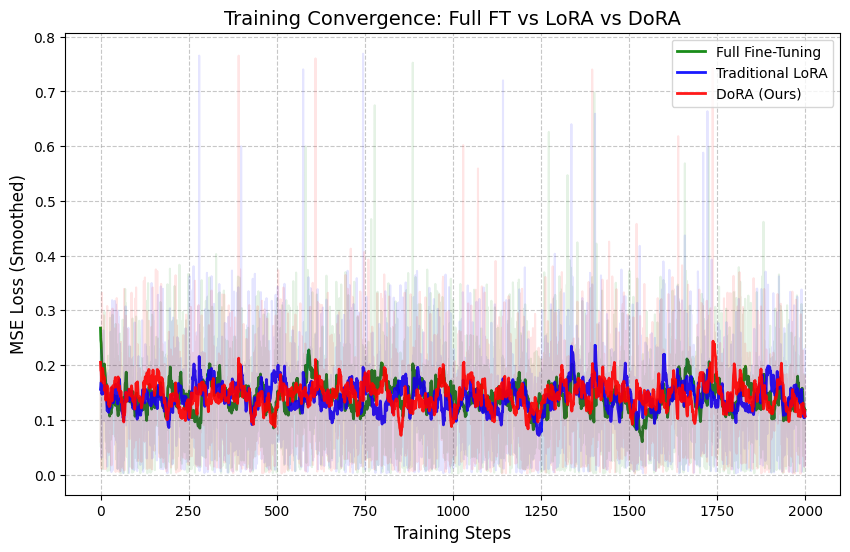 Training Convergence: Full FT vs LoRA vs DoRA
Full Fine-Tuning
Traditional LoRA
DoRA (Ours)
MSE Loss (Smoothed)
0.8
0.7
0.6
0.5
0.4
0.3
0.2
0.1
0.0
0 250 500 750 1000 1250 1500 1750 2000
Training Steps